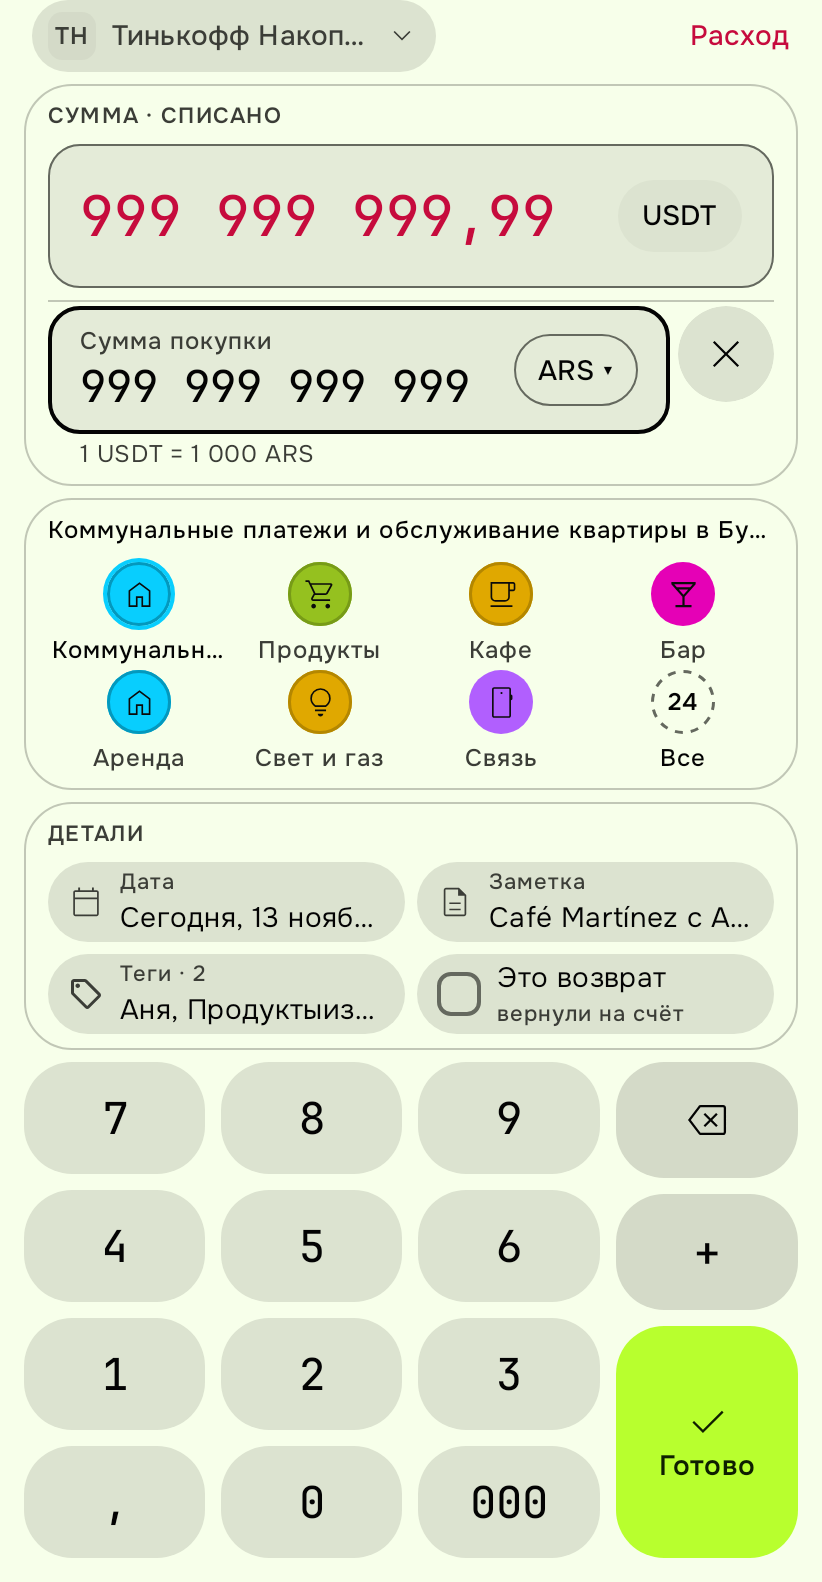 ТН Тинькофф Накоп... Расход
СУММА · СПИСАНО
999 999 999,99 USDT
Сумма покупки
999 999 999 999 ARS ▾
1 USDT = 1 000 ARS
Коммунальные платежи и обслуживание квартиры в Бу...
Коммунальн... Продукты Кафе Бар
24
Аренда Свет и газ Связь Все
ДЕТАЛИ
Дата
Сегодня, 13 нояб...
Заметка
Café Martínez с А...
Теги · 2
Аня, Продуктыиз...
Это возврат
вернули на счёт
7 8 9
4 5 6 +
1 2 3
Готово
, 0 000